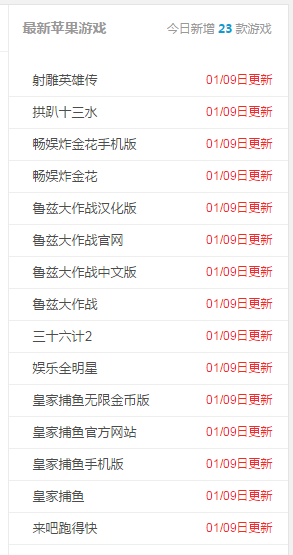 最新苹果游戏 今日新增 23 款游戏
射雕英雄传 01/09日更新
拱趴十三水 01/09日更新
畅娱炸金花手机版 01/09日更新
畅娱炸金花 01/09日更新
鲁兹大作战汉化版 01/09日更新
鲁兹大作战官网 01/09日更新
鲁兹大作战中文版 01/09日更新
鲁兹大作战 01/09日更新
三十六计2 01/09日更新
娱乐全明星 01/09日更新
皇家捕鱼无限金币版 01/09日更新
皇家捕鱼官方网站 01/09日更新
皇家捕鱼手机版 01/09日更新
皇家捕鱼 01/09日更新
来吧跑得快 01/09日更新